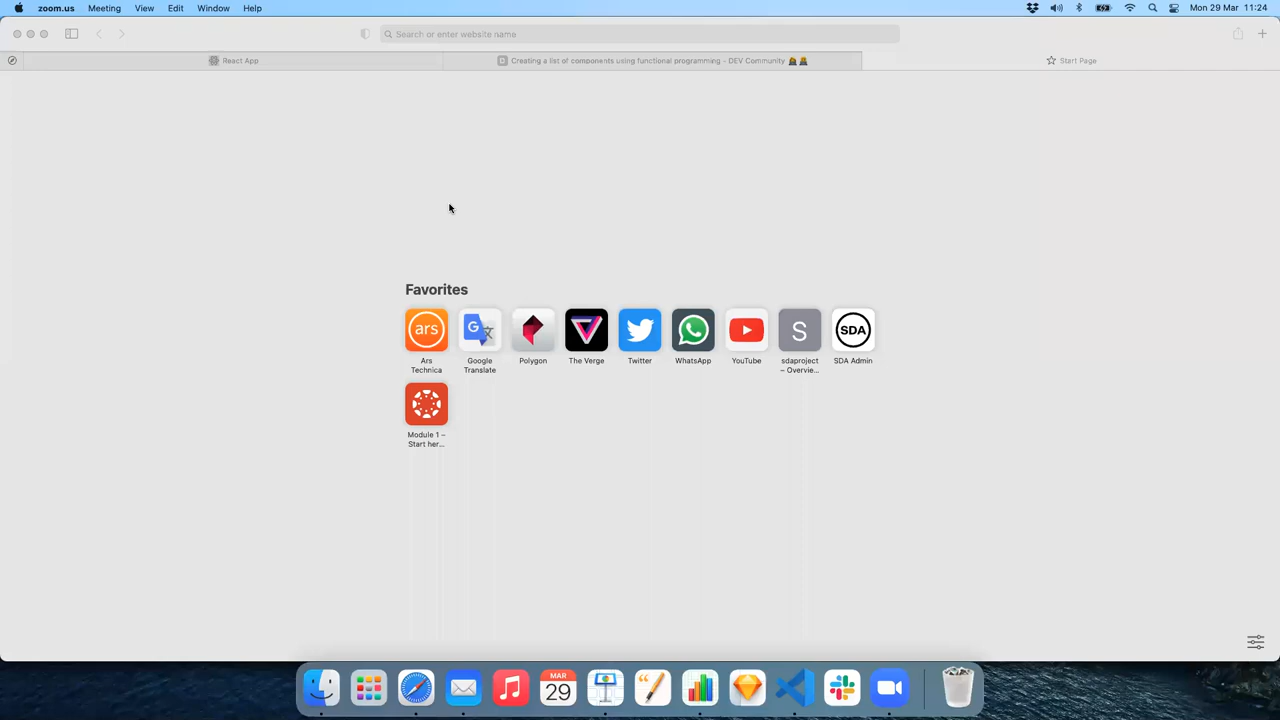 zoom.us Meeting View Edit Window Help Mon 29 Mar 11:24
Search or enter website name
React App
Creating a list of components using functional programming - DEV Community 
Start Page
Favorites
ars
Ars
Technica
G
Google
Translate
Polygon
The Verge
Twitter
WhatsApp
YouTube
S
sdaproject
– Overvie...
SDA
SDA Admin
Module 1 –
Start her...
MAR
29